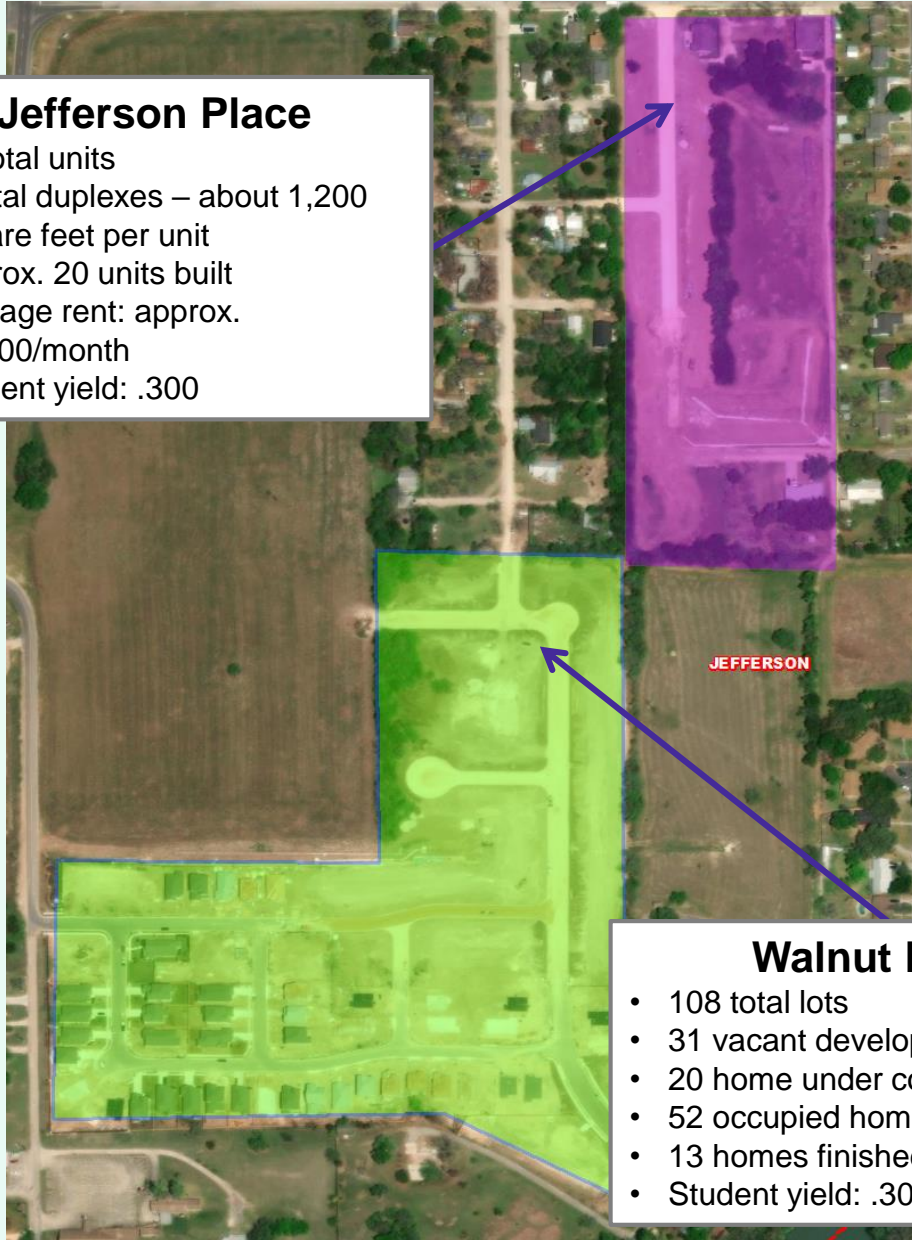 Jefferson Place
otal units
tal duplexes – about 1,200
are feet per unit
rox. 20 units built
age rent: approx.
00/month
ent yield: .300
JEFFERSON
Walnut
• 108 total lots
• 31 vacant develop
• 20 home under co
• 52 occupied hom
• 13 homes finished
• Student yield: .30